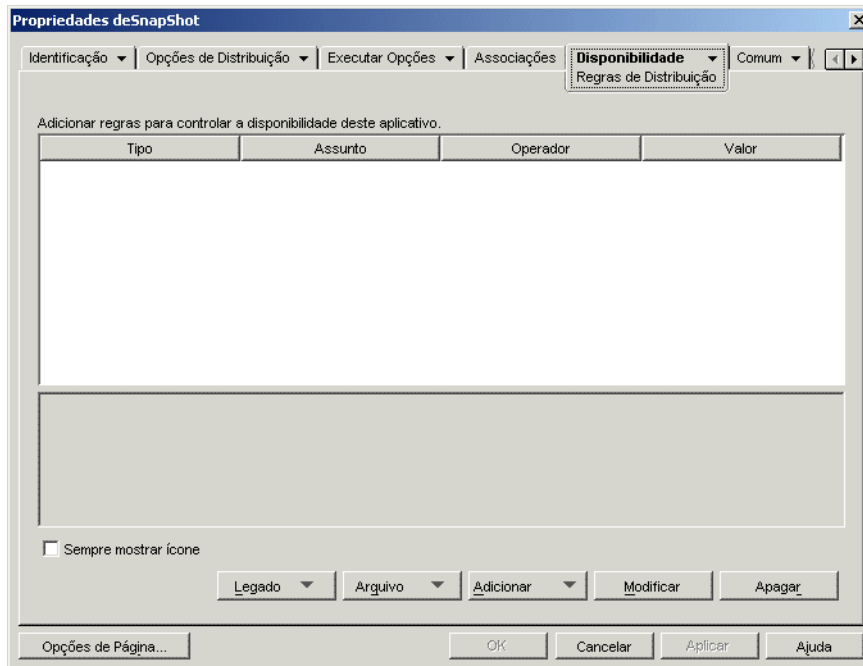 Propriedades deSnapShot
Identificação Opções de Distribuição Executar Opções Associações Disponibilidade Comum
Regras de Distribuição
Adicionar regras para controlar a disponibilidade deste aplicativo.
Tipo Assunto Operador Valor
Sempre mostrar ícone
Legado Arquivo Adicionar Modificar Apagar
Opções de Página... OK Cancelar Aplicar Ajuda